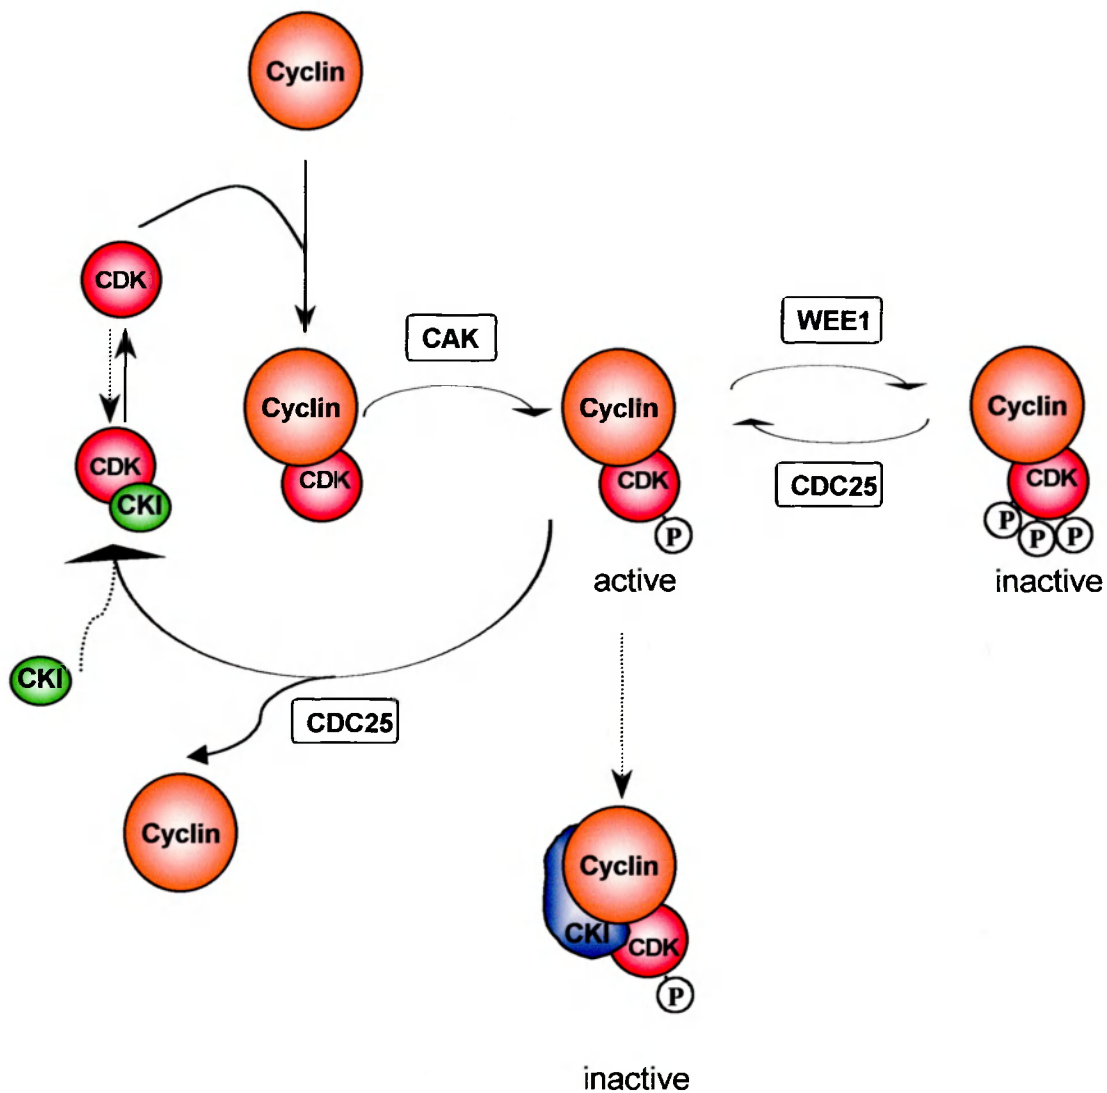 Cyclin
CDK
WEE1
CAK
Cyclin
Cyclin
Cyclin
CDK
CKI
CDK
CDK
CDC25
CDK
P
P P P
active
inactive
CKI
CDC25
Cyclin
Cyclin
CKI
CDK
P
inactive